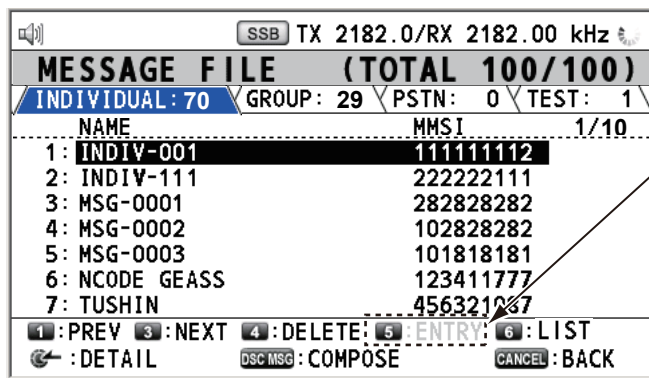 SSB TX 2182.0/RX 2182.00 kHz
MESSAGE FILE (TOTAL 100/100)
INDIVIDUAL: 70 GROUP: 29 PSTN: 0 TEST: 1
NAME MMSI 1/10
1: INDIV-001 111111112
2: INDIV-111 222222111
3: MSG-0001 282828282
4: MSG-0002 102828282
5: MSG-0003 101818181
6: NCODE GEASS 123411777
7: TUSHIN 456321987
1 :PREV 3 :NEXT 4 :DELETE 5 :ENTRY 6 :LIST
:DETAIL DSC MSG :COMPOSE CANCEL :BACK